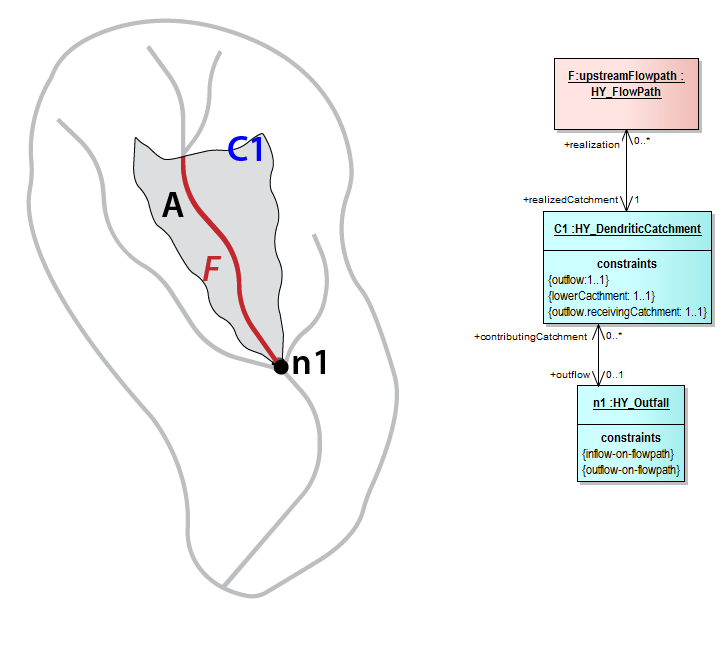 C1
A
F
n1
F:upstreamFlowpath :
HY_FlowPath
+realization
0..*
+realizedCatchment
1
C1 :HY_DendriticCatchment
constraints
{outflow:1..1}
{lowerCacthment: 1..1}
{outflow.receivingCatchment: 1..1}
+contributingCatchment
0..*
+outflow
0..1
n1 :HY_Outfall
constraints
{inflow-on-flowpath}
{outflow-on-flowpath}